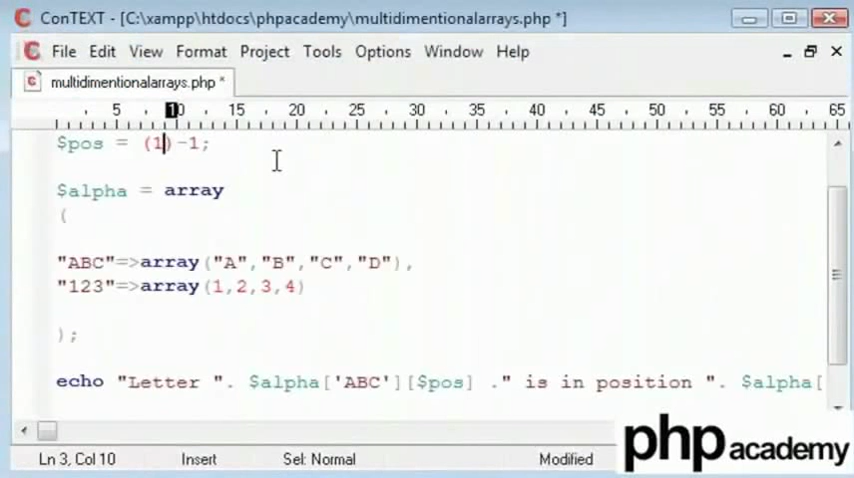 ConTEXT - [C:\xampp\htdocs\phpacademy\multidimentionalarrays.php *]
File Edit View Format Project Tools Options Window Help
multidimentionalarrays.php *
5 10 15 20 25 30 35 40 45 50 55 60 65
$pos = (1)-1;
$alpha = array
(
"ABC"=>array("A","B","C","D"),
"123"=>array(1,2,3,4)
);
echo "Letter ". $alpha['ABC'][$pos] ." is in position ". $alpha[
Ln 3, Col 10 Insert Sel: Normal Modified
php academy